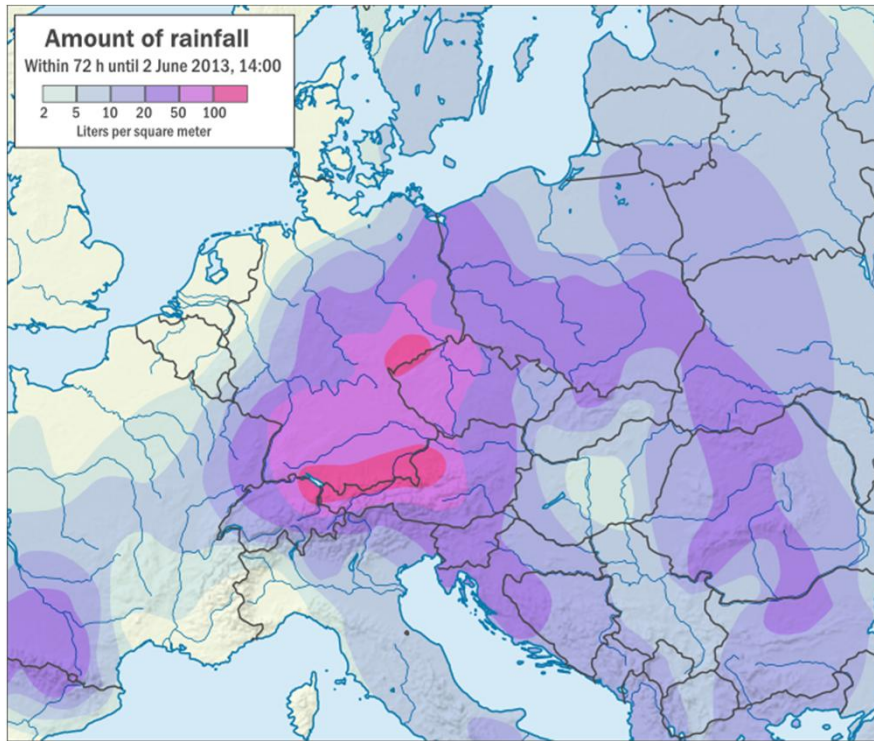 Amount of rainfall
Within 72 h until 2 June 2013, 14:00
2 5 10 20 50 100
Liters per square meter